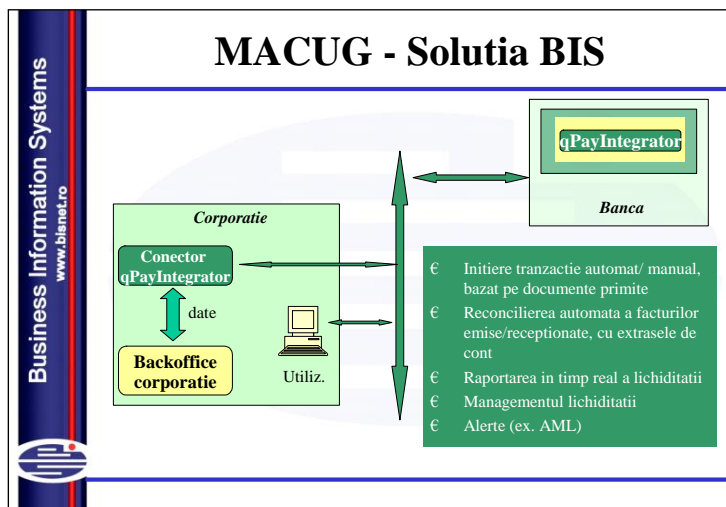 MACUG - Solutia BIS
Business Information Systems
www.bisnet.ro
qPayIntegrator
Banca
Corporatie
Conector
qPayIntegrator
date
Backoffice
corporatie
Utiliz.
€ Initiere tranzactie automat/ manual,
bazat pe documente primite
€ Reconcilierea automata a facturilor
emise/receptionate, cu extrasele de
cont
€ Raportarea in timp real a lichiditatii
€ Managementul lichiditatii
€ Alerte (ex. AML)